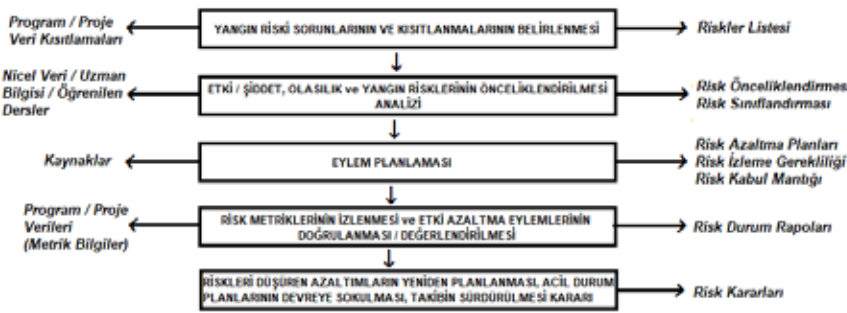 Program / Proje
Veri Kısıtlamaları
YANGIN RİSKİ SORUNLARININ VE KISITLANMALARININ BELİRLENMESİ
Riskler Listesi
Nicel Veri / Uzman
Bilgisi / Öğrenilen
Dersler
ETKİ / ŞİDDET, OLASILIK ve YANGIN RİSKLERİNİN ÖNCELİKLENDİRİLMESİ
ANALİZİ
Risk Önceliklendirmes
Risk Sınıflandırması
Kaynaklar
EYLEM PLANLAMASI
Risk Azaltma Planları
Risk İzleme Gerekliliği
Risk Kabul Mantığı
Program / Proje
Verileri
(Metrik Bilgiler)
RİSK METRİKLERİNİN İZLENMESİ ve ETKİ AZALTMA EYLEMLERİNİN
DOĞRULANMASI / DEĞERLENDİRİLMESİ
Risk Durum Rapoları
RİSKLERİ DÜŞÜREN AZALTIMLARIN YENİDEN PLANLANMASI, ACİL DURUM
PLANLARININ DEVREYE SOKULMASI, TAKİBİN SÜRDÜRÜLMESİ KARARI
Risk Kararları